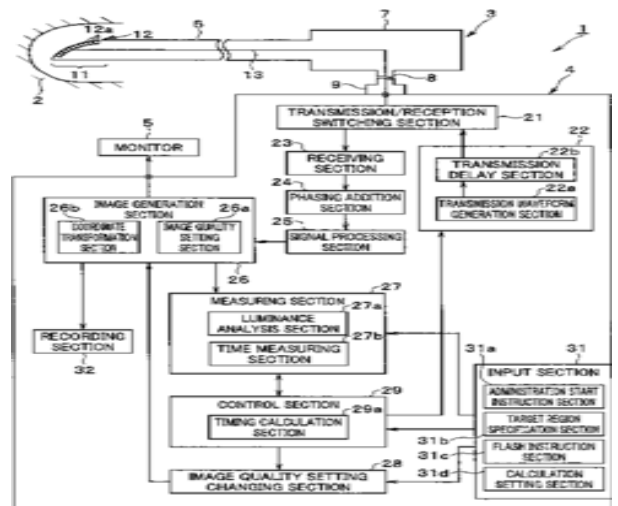 12a
12
6
7
3
1
2
11
13
9
8
4
TRANSMISSION/RECEPTION
SWITCHING SECTION
21
5
MONITOR
23
RECEIVING
SECTION
24
PHASING ADDITION
SECTION
25
SIGNAL PROCESSING
SECTION
22
22b
TRANSMISSION
DELAY SECTION
22a
TRANSMISSION WAVEFORM
GENERATION SECTION
IMAGE GENERATION
SECTION
26b
26a
COORDINATE
TRANSFORMATION
SECTION
IMAGE QUALITY
SETTING
SECTION
26
RECORDING
SECTION
32
27
MEASURING SECTION
27a
LUMINANCE
ANALYSIS SECTION
27b
TIME MEASURING
SECTION
29
CONTROL SECTION
29a
TIMING CALCULATION
SECTION
28
IMAGE QUALITY SETTING
CHANGING SECTION
31a
31
INPUT SECTION
ADMINISTRATION START
INSTRUCTION SECTION
TARGET REGION
SPECIFICATION SECTION
31b
31c
FLASH INSTRUCTION
SECTION
31d
CALCULATION
SETTING SECTION